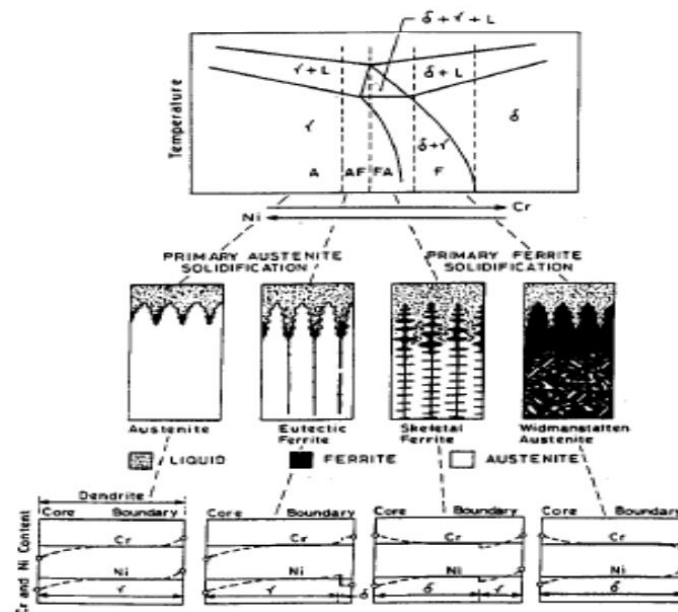 δ + γ + L
γ + L
δ + L
Temperature
γ
δ
δ+γ
A
AF
FA
F
Cr
Ni
PRIMARY AUSTENITE
SOLIDIFICATION
PRIMARY FERRITE
SOLIDIFICATION
Austenite
Eutectic
Ferrite
Skeletal
Ferrite
Widmanstatten
Austenite
LIQUID
FERRITE
AUSTENITE
Dendrite
Core Boundary
Core Boundary
Core Boundary
Core Boundary
Cr and Ni Content
Cr
Cr
Cr
Cr
Ni
Ni
Ni
Ni
γ
γ
δ
δ
γ
δ